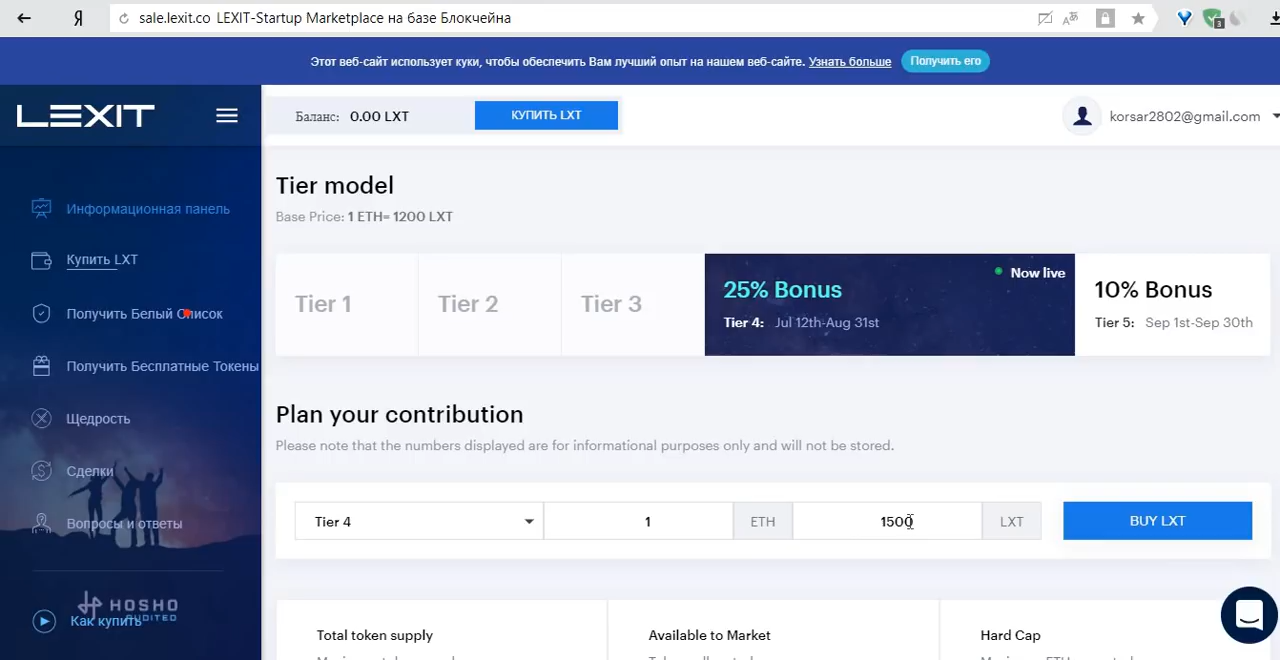 Я
sale.lexit.co LEXIT-Startup Marketplace на базе Блокчейна
3
Этот веб-сайт использует куки, чтобы обеспечить Вам лучший опыт на нашем веб-сайте. Узнать больше
Получить его
LEXIT
Баланс: 0.00 LXT
КУПИТЬ LXT
korsar2802@gmail.com
Информационная панель
Купить LXT
Получить Белый Список
Получить Бесплатные Токены
Щедрость
Сделки
Вопросы и ответы
HOSHO
AUDITED
Как купить
Tier model
Base Price: 1 ETH= 1200 LXT
Tier 1
Tier 2
Tier 3
Now live
25% Bonus
Tier 4: Jul 12th-Aug 31st
10% Bonus
Tier 5: Sep 1st-Sep 30th
Plan your contribution
Please note that the numbers displayed are for informational purposes only and will not be stored.
Tier 4
1
ETH
1500
LXT
BUY LXT
Total token supply
Available to Market
Hard Cap